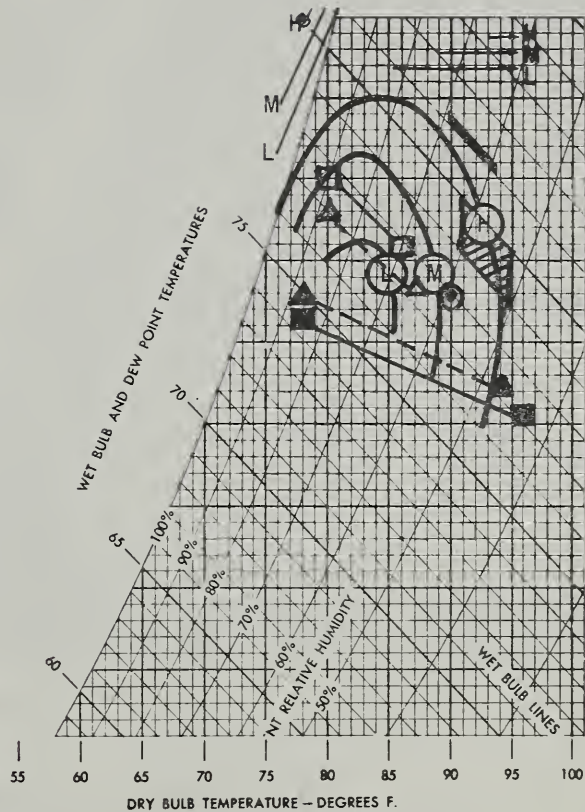 H
M
L
H
M
L
A
L
M
75
WET BULB AND DEW POINT TEMPERATURES
70
65
60
100%
90%
80%
70%
60%
50%
NT RELATIVE HUMIDITY
WET BULB LINES
55 60 65 70 75 80 85 90 95 100
DRY BULB TEMPERATURE — DEGREES F.